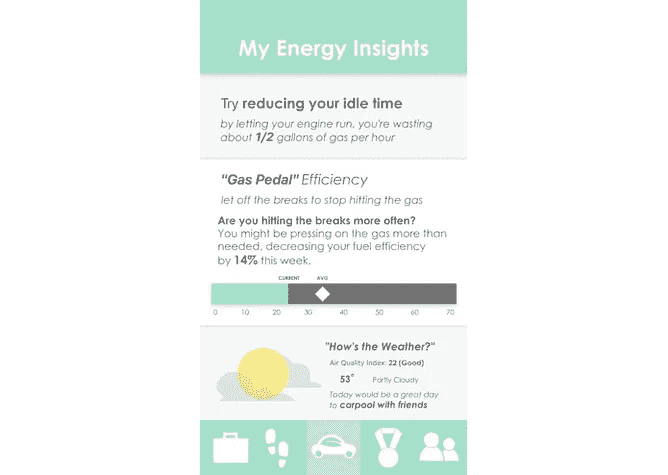 My Energy Insights
Try reducing your idle time
by letting your engine run, you're wasting
about 1/2 gallons of gas per hour
"Gas Pedal" Efficiency
let off the breaks to stop hitting the gas
Are you hitting the breaks more often?
You might be pressing on the gas more than
needed, decreasing your fuel efficiency
by 14% this week.
CURRENT AVG
0 10 20 30 40 50 60 70
"How's the Weather?"
Air Quality Index: 22 (Good)
53° Partly Cloudy
Today would be a great day
to carpool with friends